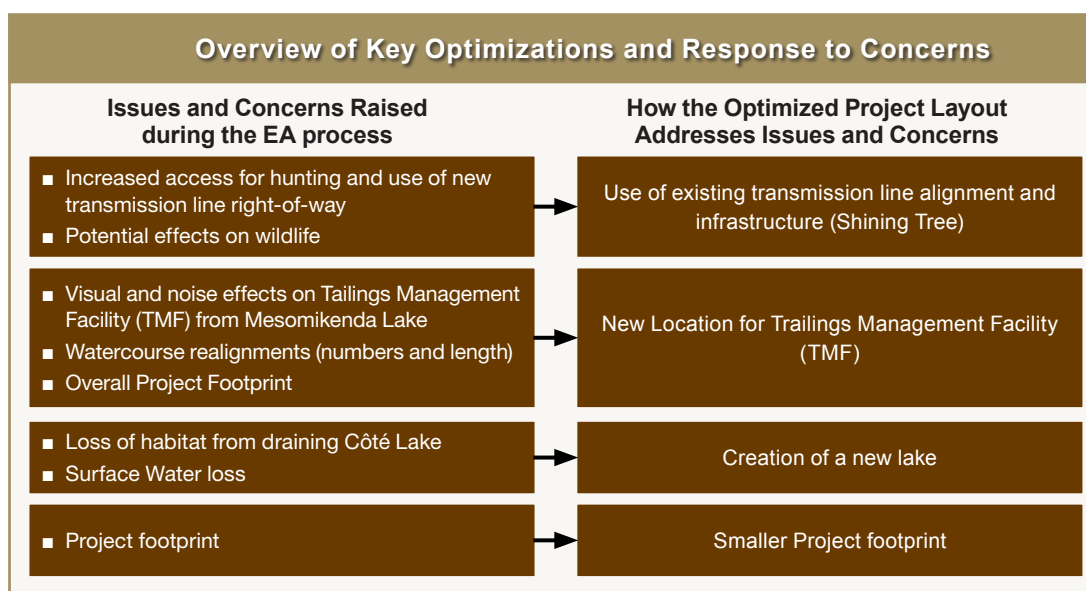 Overview of Key Optimizations and Response to Concerns
Issues and Concerns Raised
during the EA process
How the Optimized Project Layout
Addresses Issues and Concerns
■ Increased access for hunting and use of new
transmission line right-of-way
■ Potential effects on wildlife
Use of existing transmission line alignment and
infrastructure (Shining Tree)
■ Visual and noise effects on Tailings Management
Facility (TMF) from Mesomikenda Lake
■ Watercourse realignments (numbers and length)
■ Overall Project Footprint
New Location for Trailings Management Facility
(TMF)
■ Loss of habitat from draining Côté Lake
■ Surface Water loss
Creation of a new lake
■ Project footprint
Smaller Project footprint